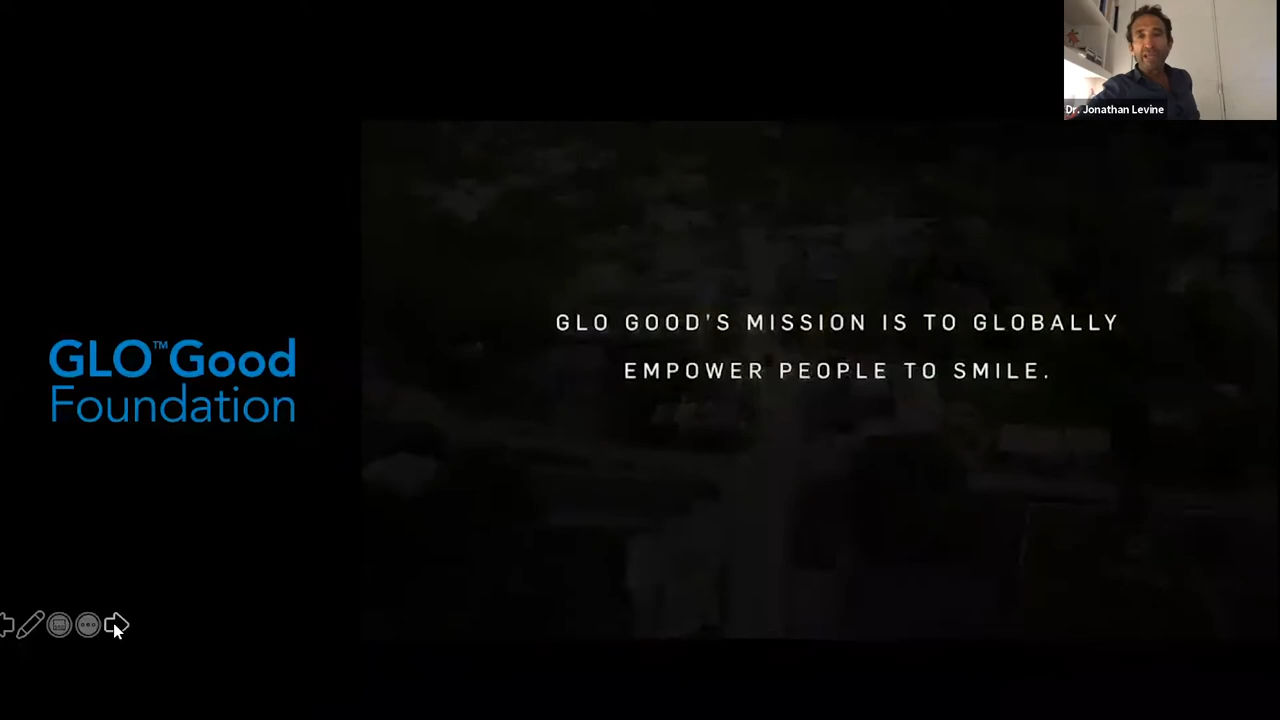 Dr. Jonathan Levine
GLO GOOD'S MISSION IS TO GLOBALLY
EMPOWER PEOPLE TO SMILE.
GLO™Good
Foundation